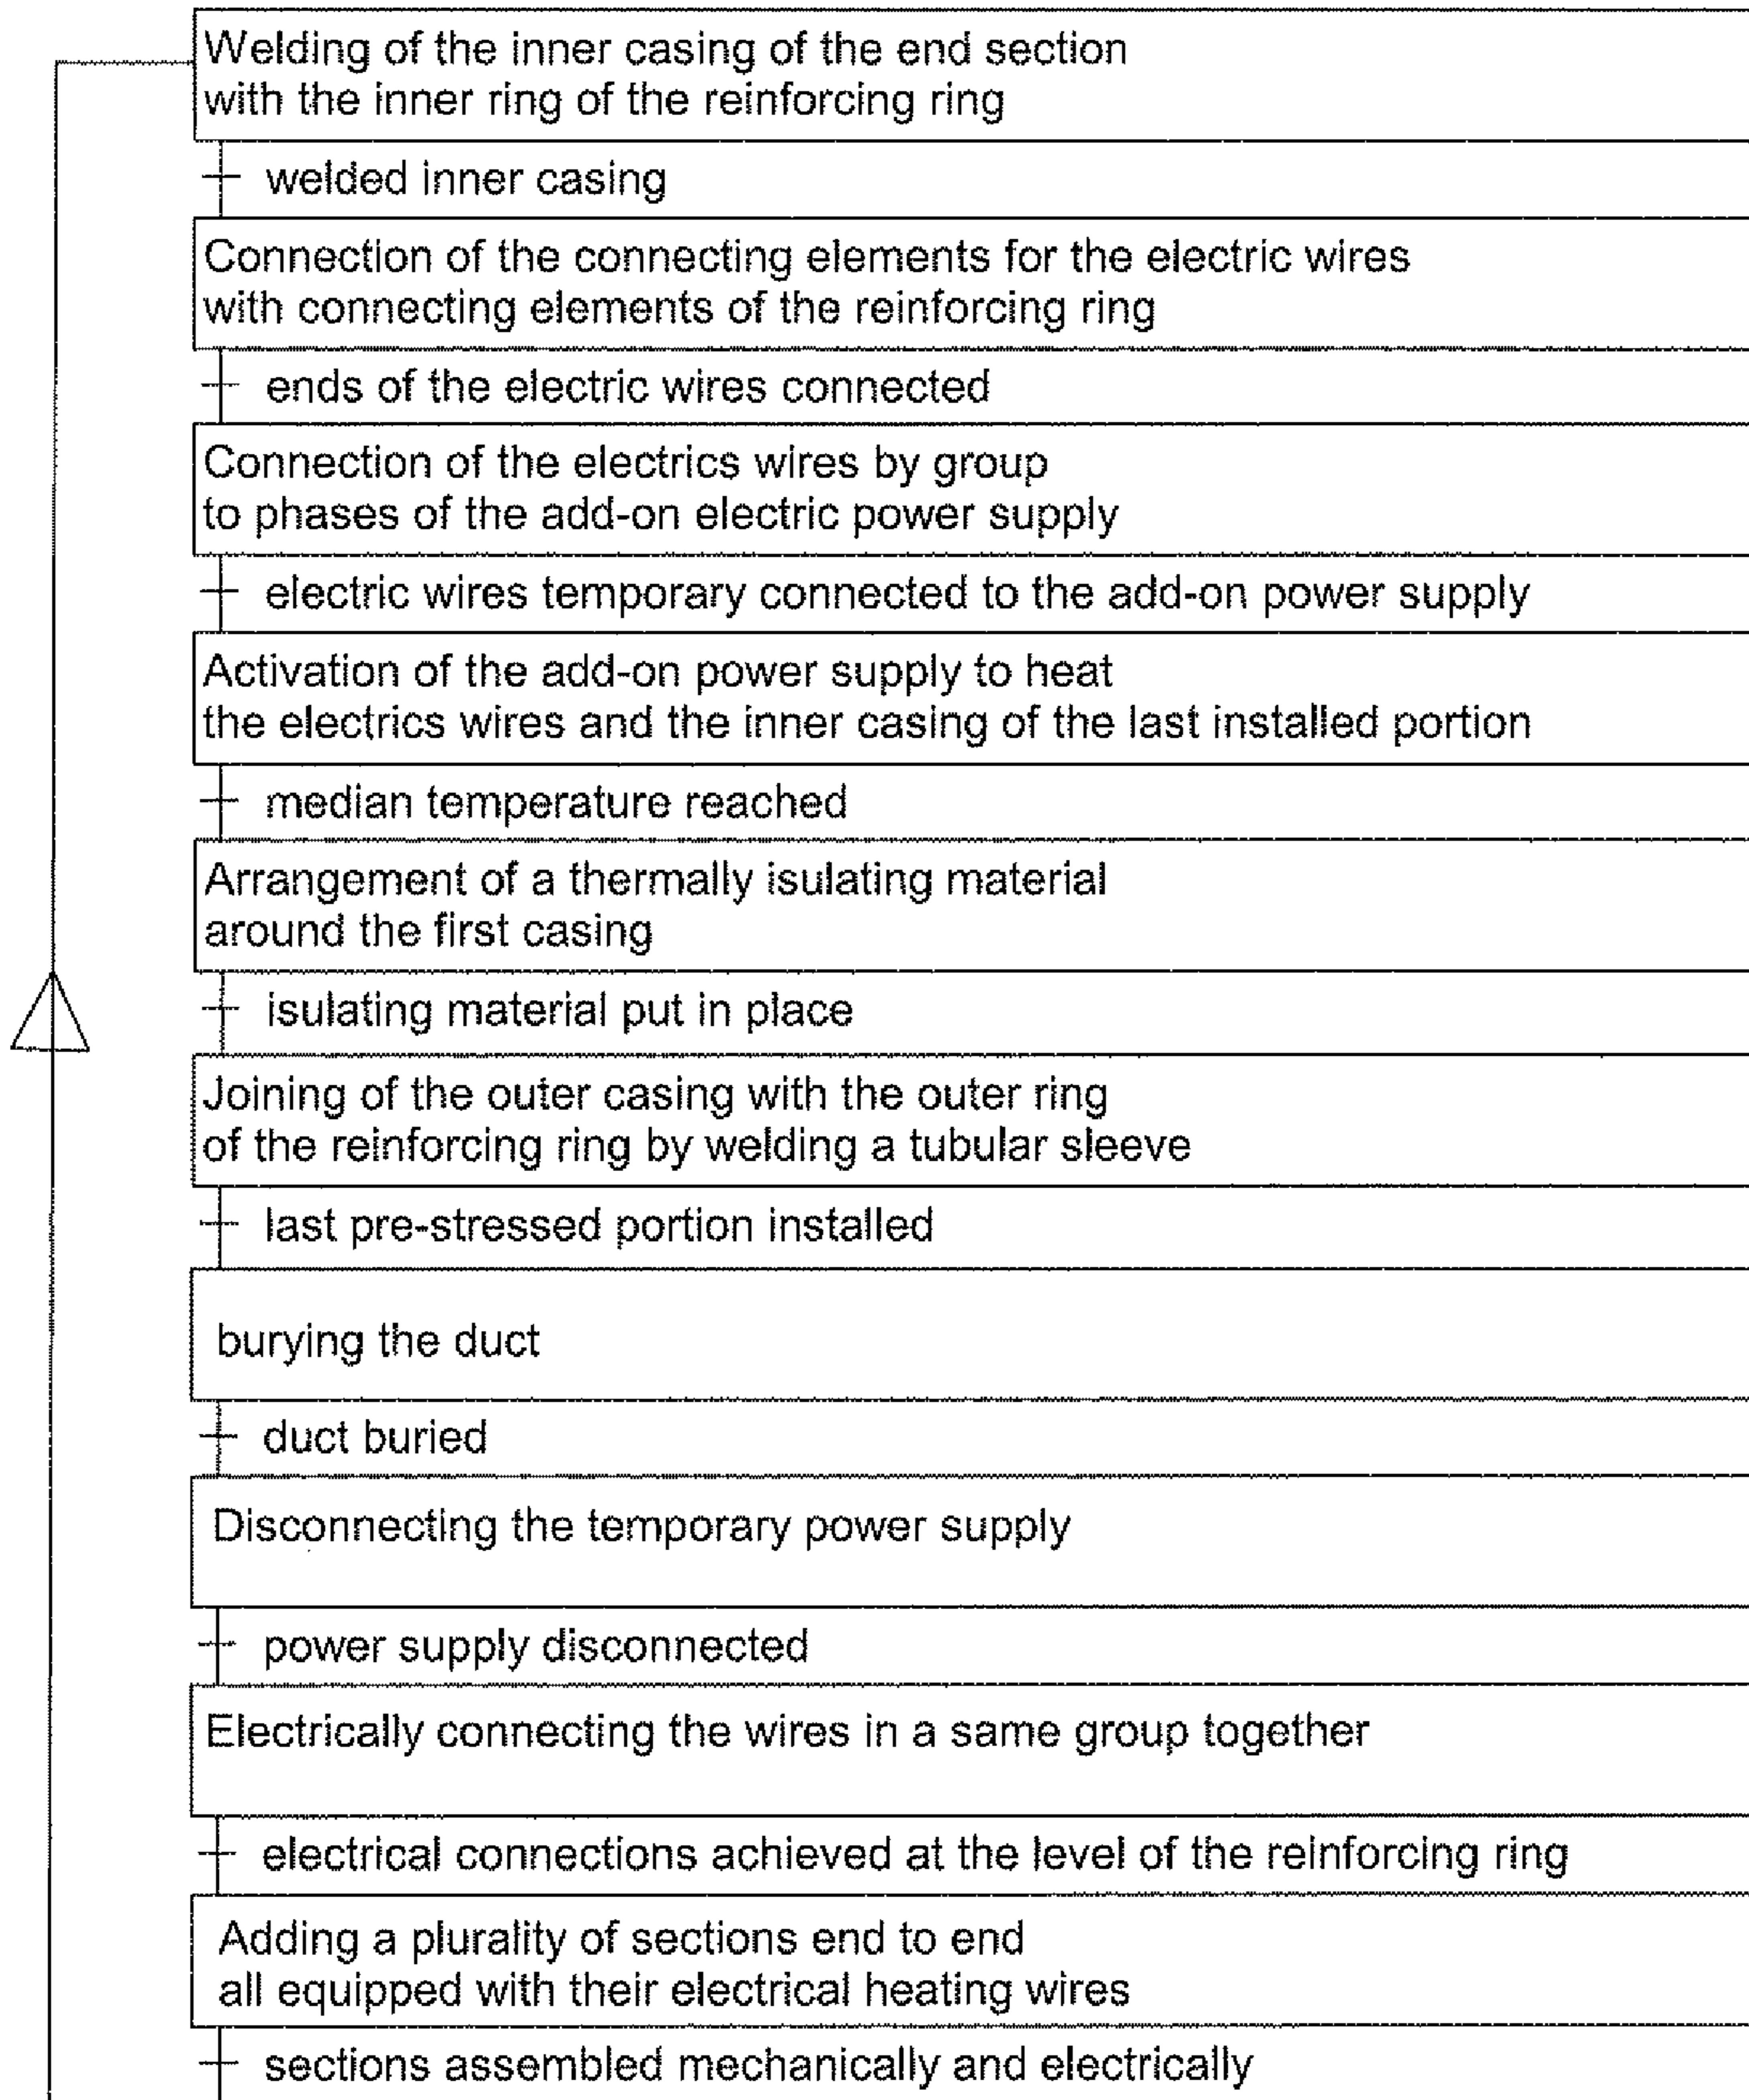 Welding of the inner casing of the end section
with the inner ring of the reinforcing ring
welded inner casing
Connection of the connecting elements for the electric wires
with connecting elements of the reinforcing ring
ends of the electric wires connected
Connection of the electrics wires by group
to phases of the add-on electric power supply
electric wires temporary connected to the add-on power supply
Activation of the add-on power supply to heat
the electrics wires and the inner casing of the last installed portion
median temperature reached
Arrangement of a thermally isulating material
around the first casing
isulating material put in place
Joining of the outer casing with the outer ring
of the reinforcing ring by welding a tubular sleeve
last pre-stressed portion installed
burying the duct
duct buried
Disconnecting the temporary power supply
power supply disconnected
Electrically connecting the wires in a same group together
electrical connections achieved at the level of the reinforcing ring
Adding a plurality of sections end to end
all equipped with their electrical heating wires
sections assembled mechanically and electrically